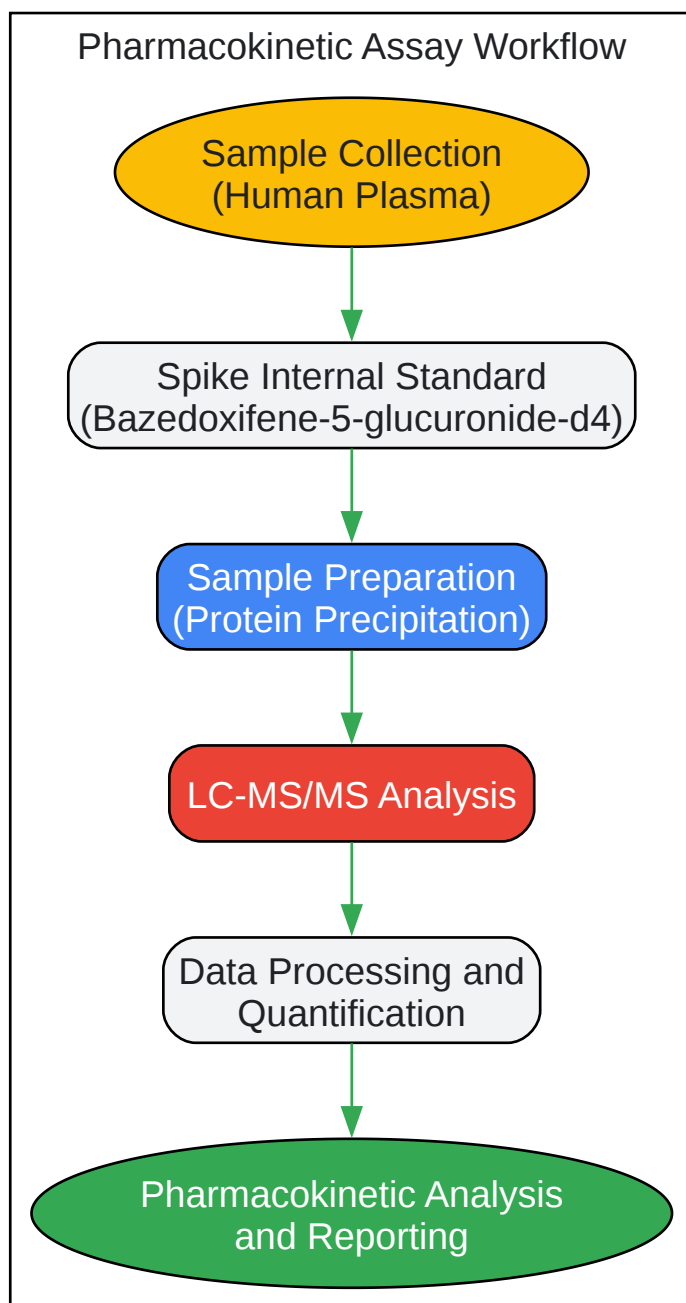 Pharmacokinetic Assay Workflow
Sample Collection
(Human Plasma)
Spike Internal Standard
(Bazedoxifene-5-glucuronide-d4)
Sample Preparation
(Protein Precipitation)
LC-MS/MS Analysis
Data Processing and
Quantification
Pharmacokinetic Analysis
and Reporting